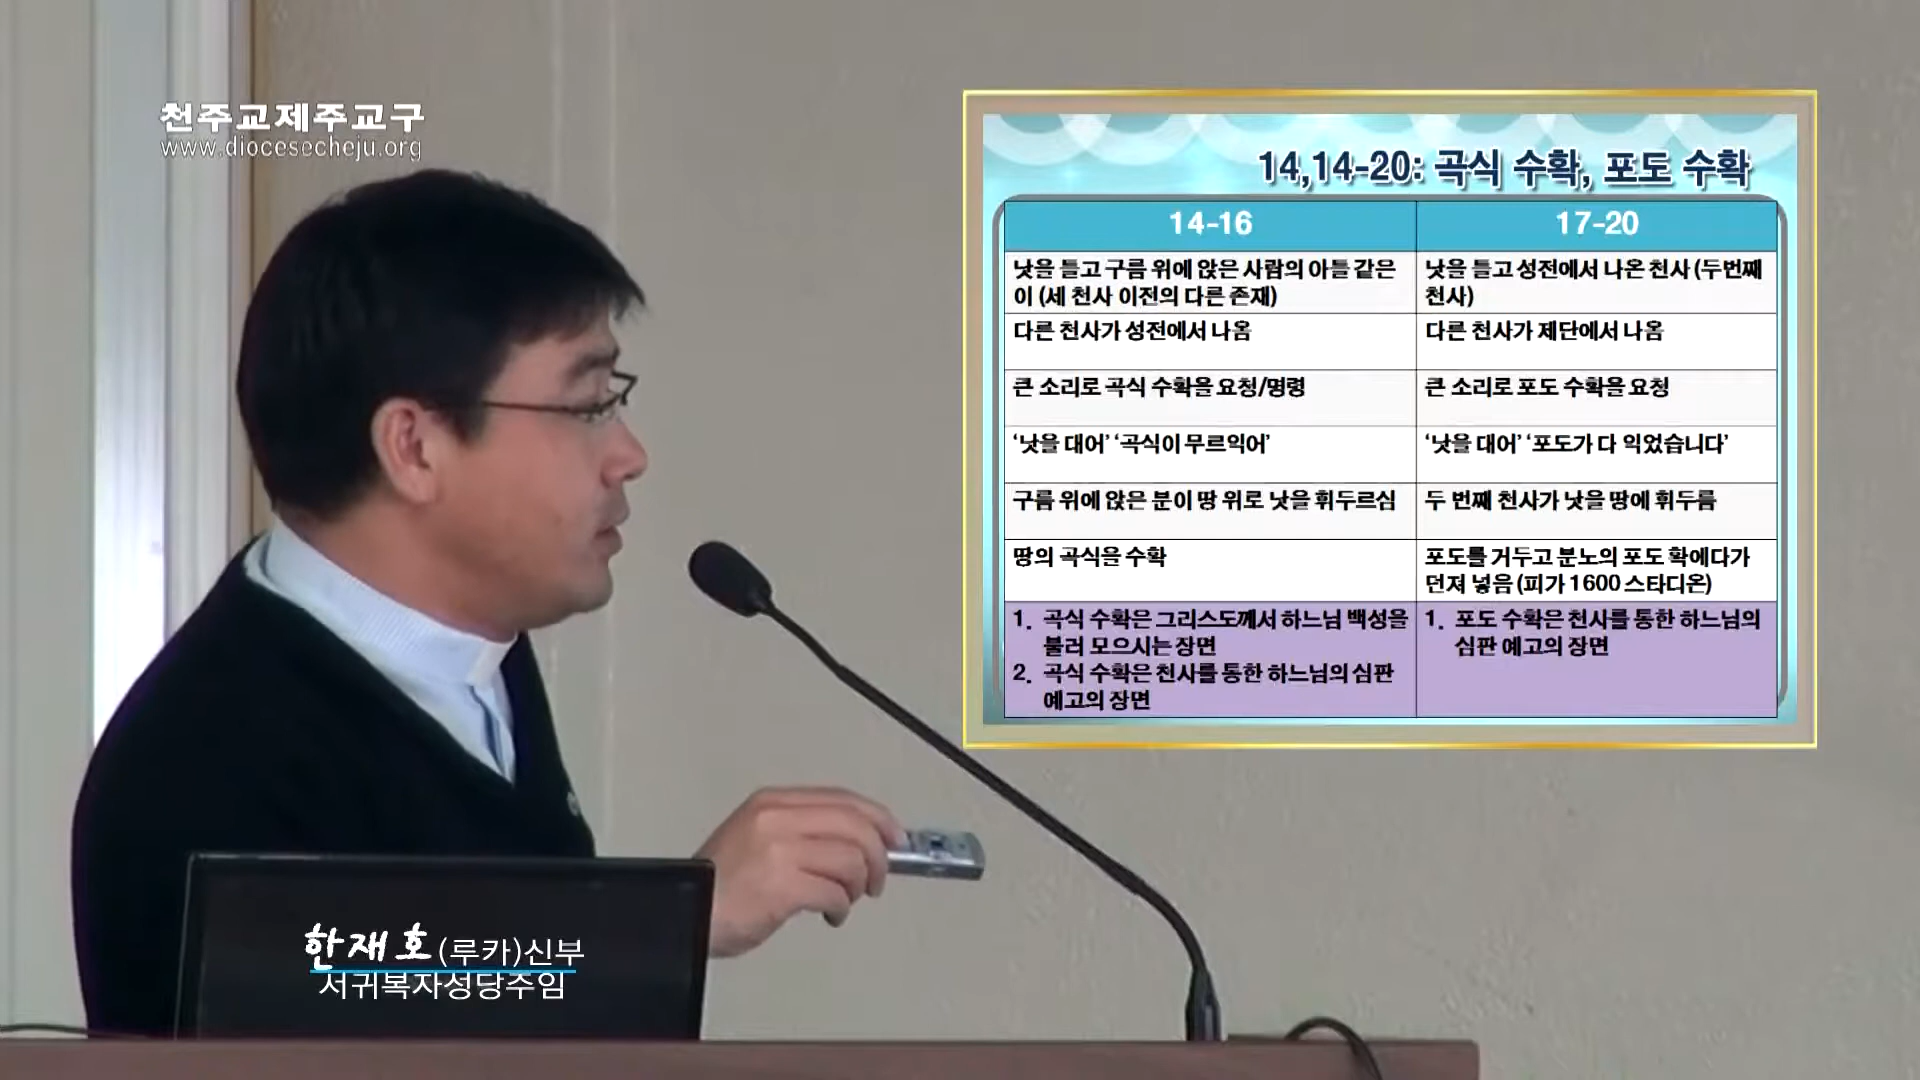 천주교제주교구
www.diocesecheju.org
14,14-20: 곡식 수확, 포도 수확
14-16
17-20
낫을 들고 구름 위에 앉은 사람의 아들 같은
이 (세 천사 이전의 다른 존재)
낫을 들고 성전에서 나온 천사 (두번째
천사)
다른 천사가 성전에서 나옴
다른 천사가 제단에서 나옴
큰 소리로 곡식 수확을 요청/명령
큰 소리로 포도 수확을 요청
‘낫을 대어’ ‘곡식이 무르익어’
‘낫을 대어’ ‘포도가 다 익었습니다’
구름 위에 앉은 분이 땅 위로 낫을 휘두르심
두 번째 천사가 낫을 땅에 휘두름
땅의 곡식을 수확
포도를 거두고 분노의 포도 확에다가
던져 넣음 (피가 1600 스타디온)
1. 곡식 수확은 그리스도께서 하느님 백성을
불러 모으시는 장면
2. 곡식 수확은 천사를 통한 하느님의 심판
예고의 장면
1. 포도 수확은 천사를 통한 하느님의
심판 예고의 장면
한재호 (루카)신부
서귀복자성당주임